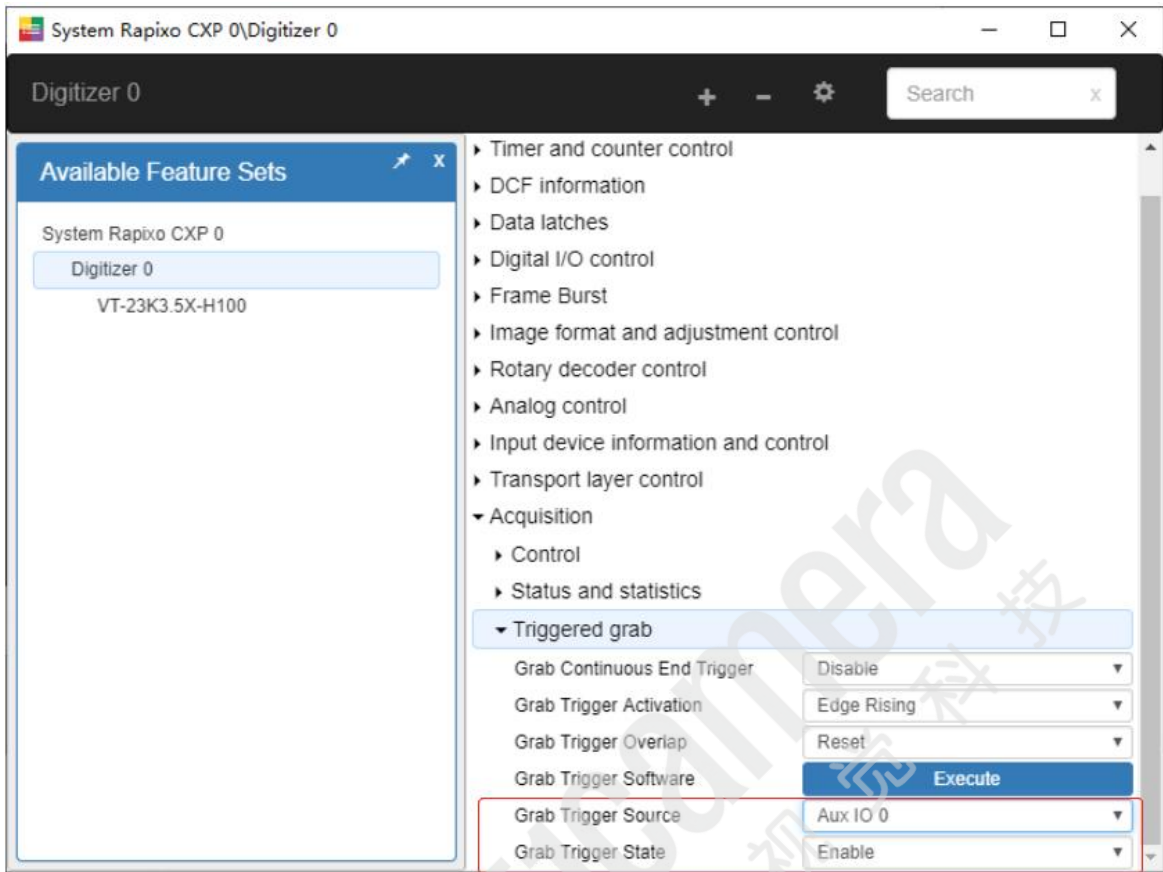 System Rapixo CXP 0\Digitizer 0
Digitizer 0
+ - Search x
Available Feature Sets x
System Rapixo CXP 0
Digitizer 0
VT-23K3.5X-H100
Timer and counter control
DCF information
Data latches
Digital I/O control
Frame Burst
Image format and adjustment control
Rotary decoder control
Analog control
Input device information and control
Transport layer control
Acquisition
Control
Status and statistics
Triggered grab
Grab Continuous End Trigger Disable
Grab Trigger Activation Edge Rising
Grab Trigger Overlap Reset
Grab Trigger Software Execute
Grab Trigger Source Aux IO 0
Grab Trigger State Enable
视觉科技